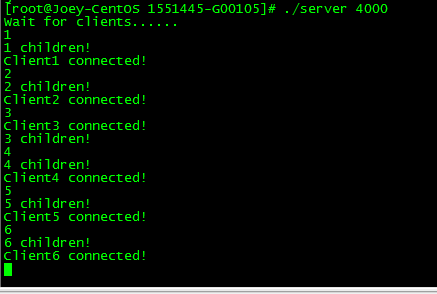 [root@Joey-CentOS 1551445-G00105]# ./server 4000
Wait for clients......
1
1 children!
Client1 connected!
2
2 children!
Client2 connected!
3
Client3 connected!
3 children!
4
4 children!
Client4 connected!
5
5 children!
Client5 connected!
6
6 children!
Client6 connected!